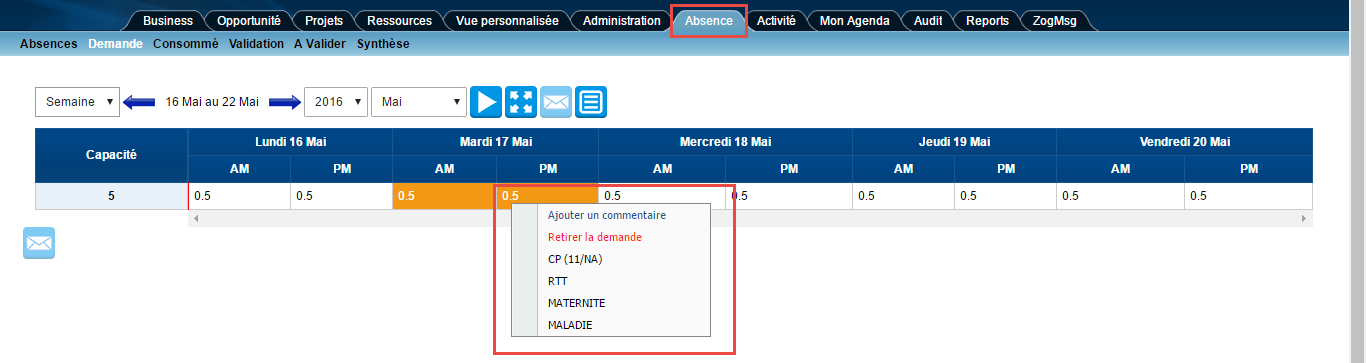 Business Opportunité Projets Ressources Vue personnalisée Administration Absence Activité Mon Agenda Audit Reports ZogMsg
Absences Demande Consommé Validation A Valider Synthèse
Semaine 16 Mai au 22 Mai 2016 Mai
Capacité Lundi 16 Mai Mardi 17 Mai Mercredi 18 Mai Jeudi 19 Mai Vendredi 20 Mai
AM PM AM PM AM PM AM PM AM PM
5 0.5 0.5 0.5 0.5 0.5 0.5 0.5 0.5 0.5 0.5
Ajouter un commentaire
Retirer la demande
CP (11/NA)
RTT
MATERNITE
MALADIE